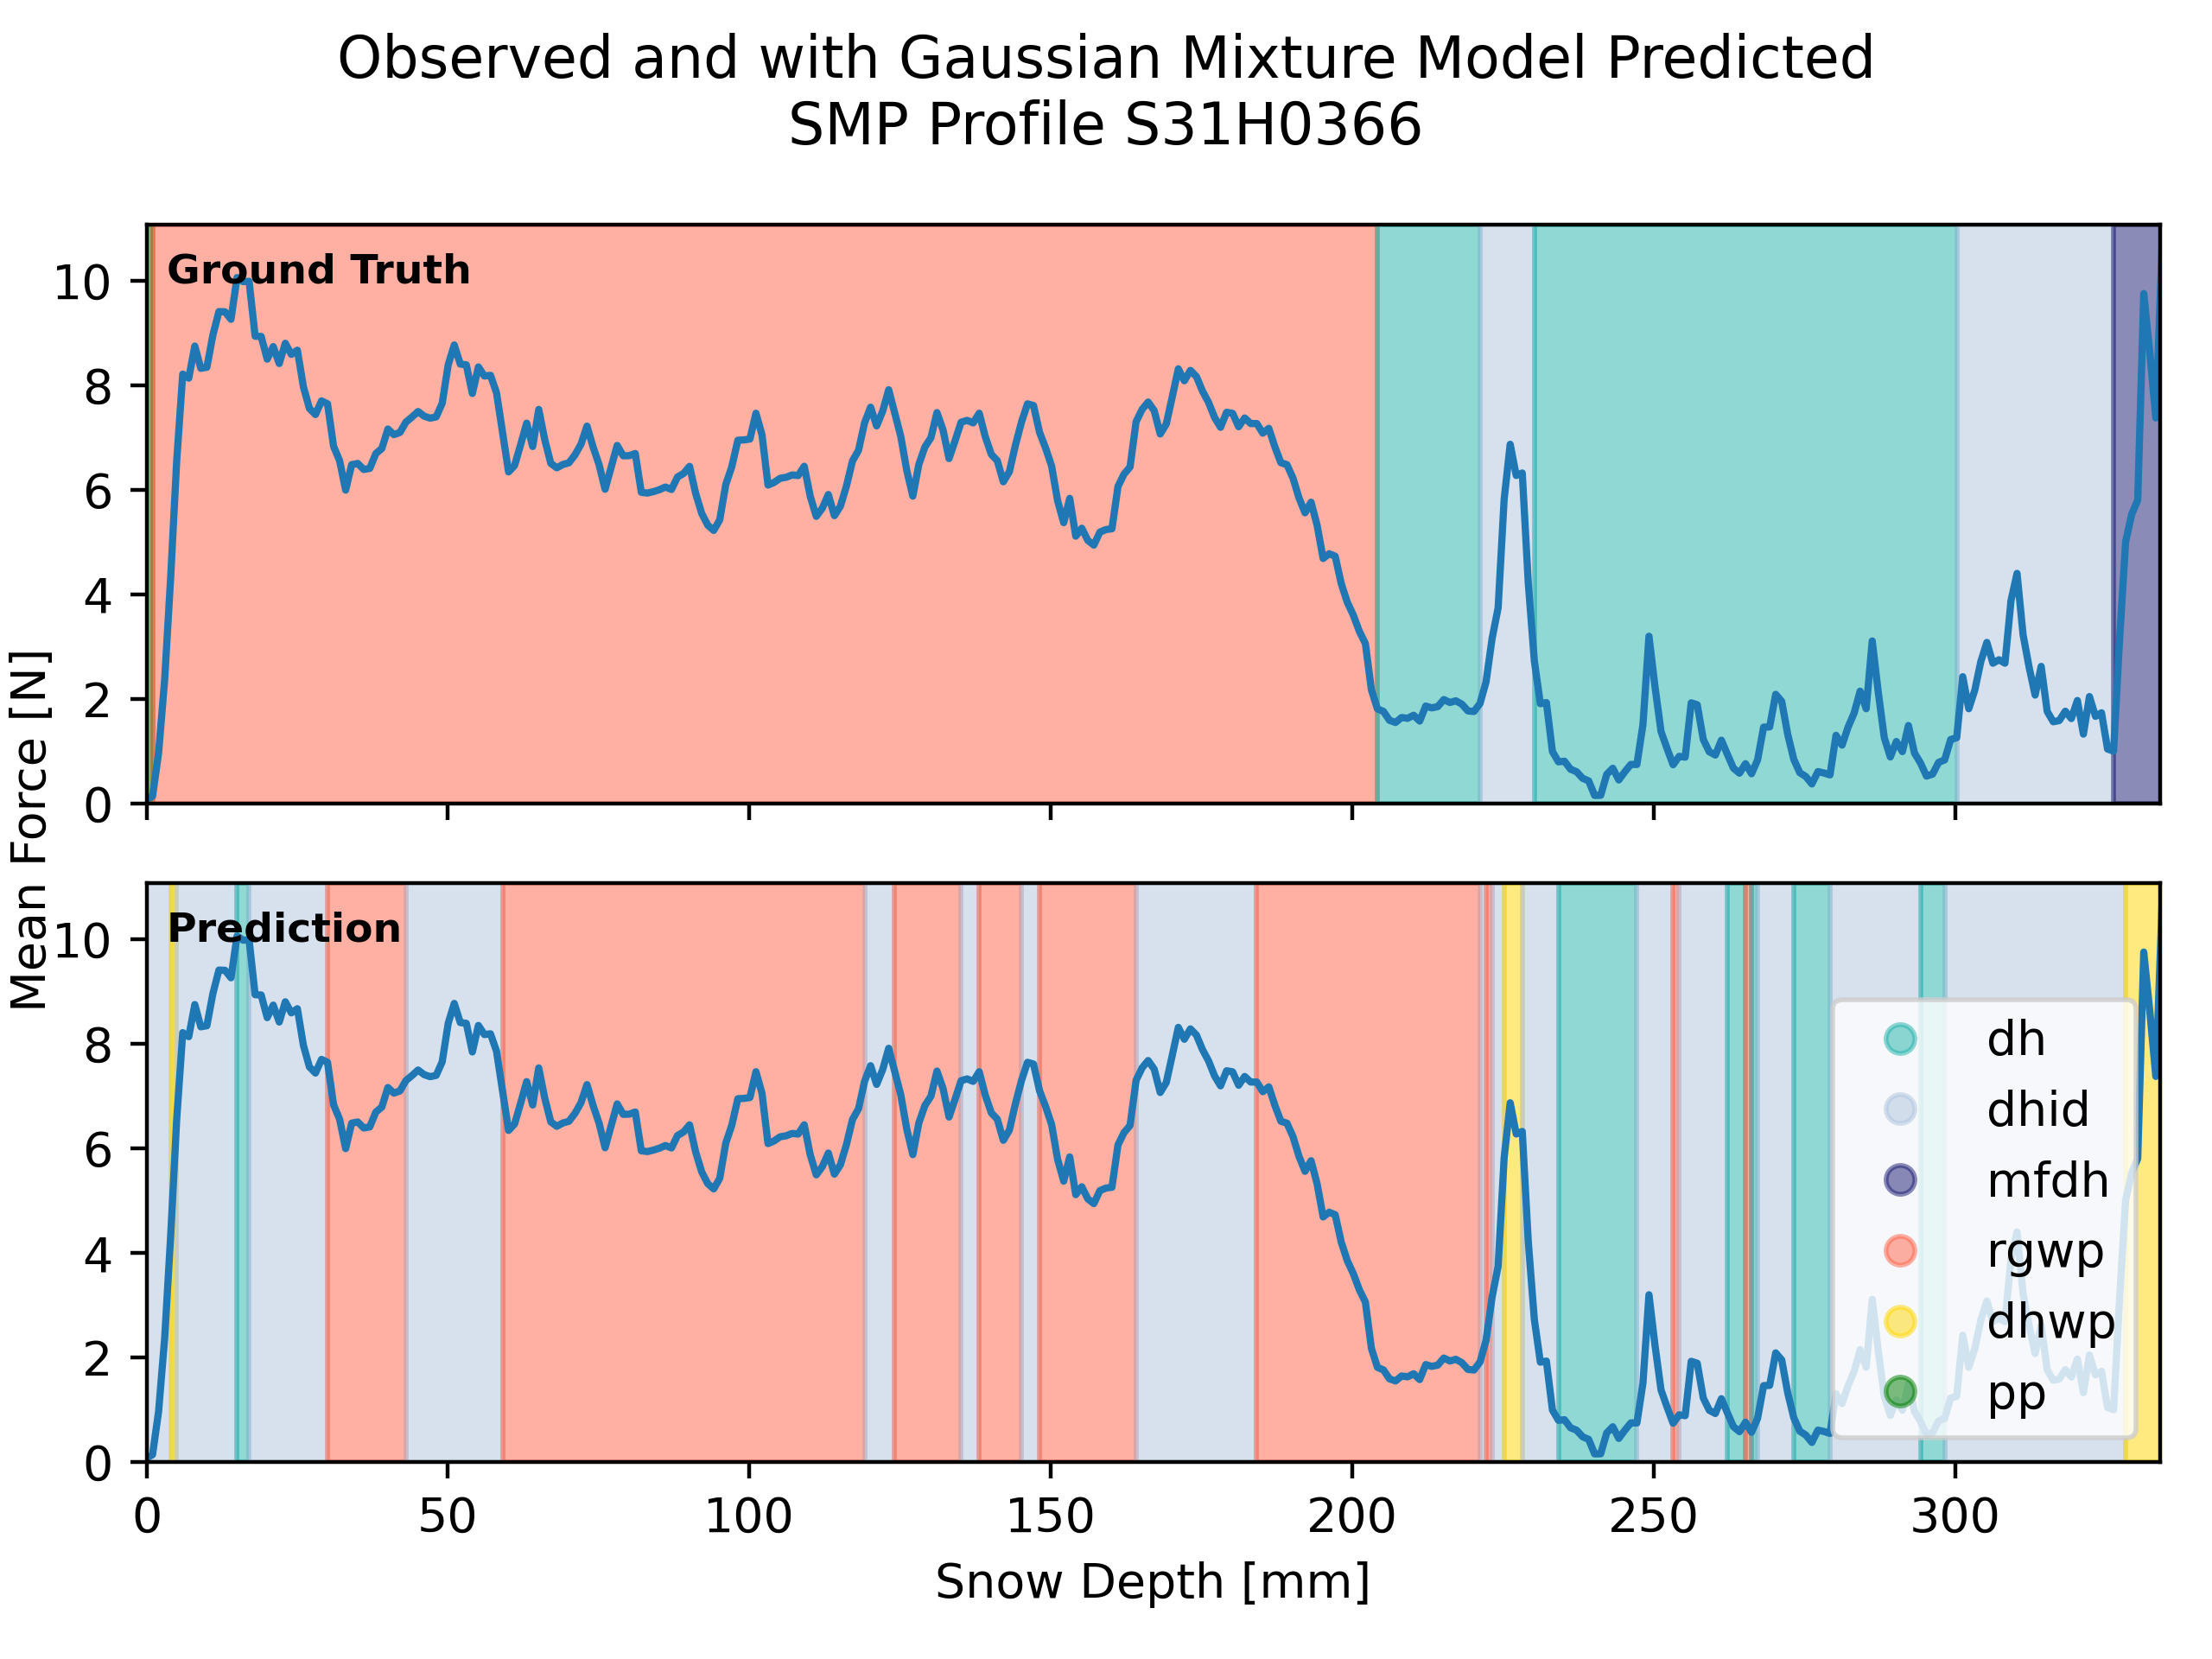 Observed and with Gaussian Mixture Model Predicted
SMP Profile S31H0366
Mean Force [N]
Ground Truth
10
8
6
4
2
0
Prediction
10
8
6
4
2
0
dh
dhid
mfdh
rgwp
dhwp
pp
0 50 100 150 200 250 300
Snow Depth [mm]